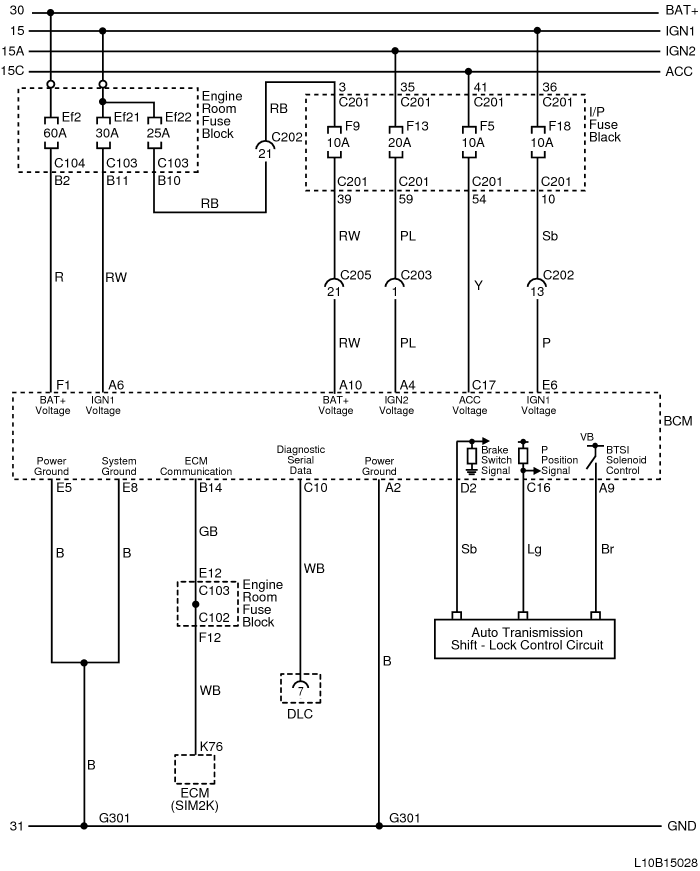 30 BAT+
15 IGN1
15A IGN2
15C ACC
Engine
Room
Fuse
Block
Ef2 Ef21 Ef22
60A 30A 25A
C104 C103 C103
B2 B11 B10
RB
RB
C202
21
3 35 41 36
C201 C201 C201 C201
F9 F13 F5 F18
10A 20A 10A 10A
I/P
Fuse
Black
C201 C201 C201 C201
39 59 54 10
RW PL Sb
R RW Y
C205 C203 C202
21 1 13
RW PL P
F1 A6 A10 A4 C17 E6
BAT+
Voltage
IGN1
Voltage
BAT+
Voltage
IGN2
Voltage
ACC
Voltage
IGN1
Voltage
BCM
Power
Ground
System
Ground
ECM
Communication
Diagnostic
Serial
Data
Power
Ground
Brake
Switch
Signal
P
Position
Signal
VB
BTSI
Solenoid
Control
E5 E8 B14 C10 A2 D2 C16 A9
B B GB WB Sb Lg Br
E12
C103
C102
F12
Engine
Room
Fuse
Block
Auto Transmission
Shift - Lock Control Circuit
WB
B
7
DLC
K76
ECM
(SIM2K)
B
G301 G301
31 GND
L10B15028